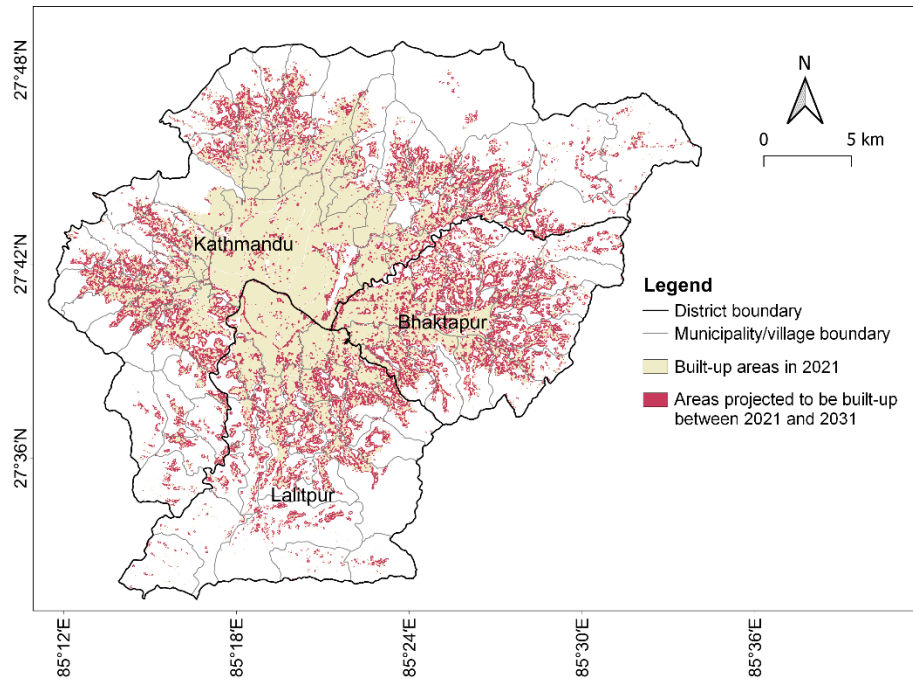 27°48′N
27°42′N
27°36′N
N
0 5 km
Kathmandu
Bhaktapur
Lalitpur
Legend
District boundary
Municipality/village boundary
Built-up areas in 2021
Areas projected to be built-up
between 2021 and 2031
85°12′E
85°18′E
85°24′E
85°30′E
85°36′E